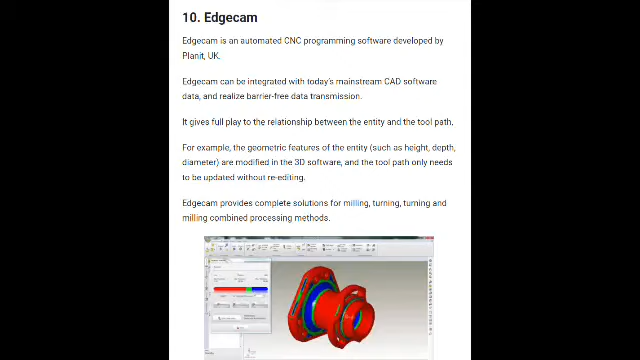 10. Edgecam
Edgecam is an automated CNC programming software developed by
Planit, UK.
Edgecam can be integrated with today's mainstream CAD software
data, and realize barrier-free data transmission.
It gives full play to the relationship between the entity and the tool path.
For example, the geometric features of the entity (such as height, depth,
diameter) are modified in the 3D software, and the tool path only needs
to be updated without re-editing.
Edgecam provides complete solutions for milling, turning, turning and
milling combined processing methods.